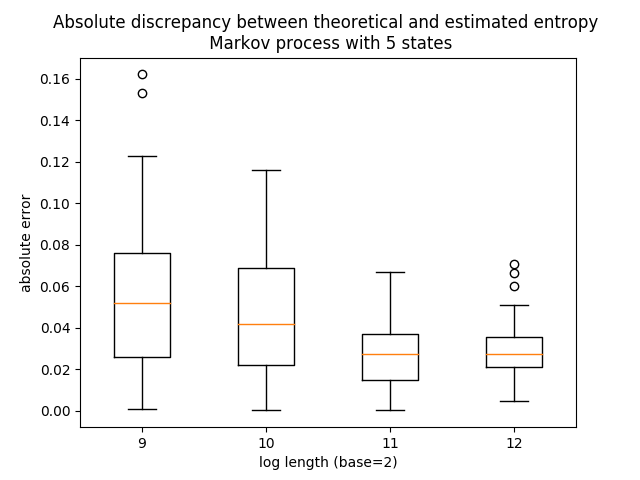 Absolute discrepancy between theoretical and estimated entropy
Markov process with 5 states
0.16
0.14
0.12
0.10
0.08
0.06
0.04
0.02
0.00
absolute error
9 10 11 12
log length (base=2)